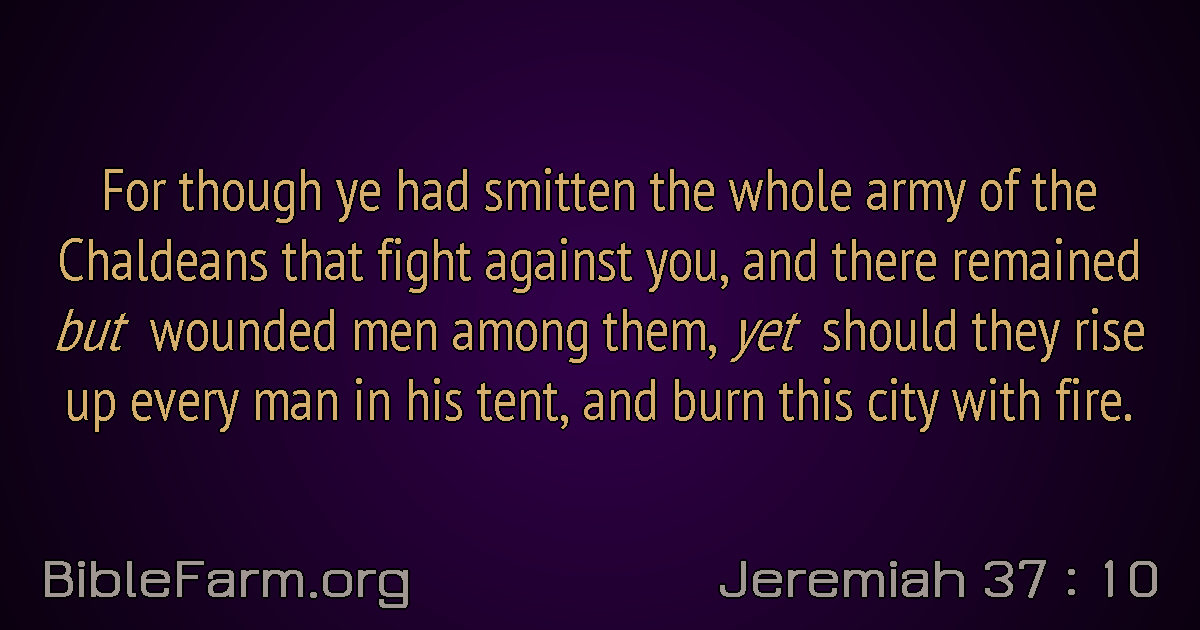 For though ye had smitten the whole army of the
Chaldeans that fight against you, and there remained
but wounded men among them, yet should they rise
up every man in his tent, and burn this city with fire.
BibleFarm.org
Jeremiah 37 : 10